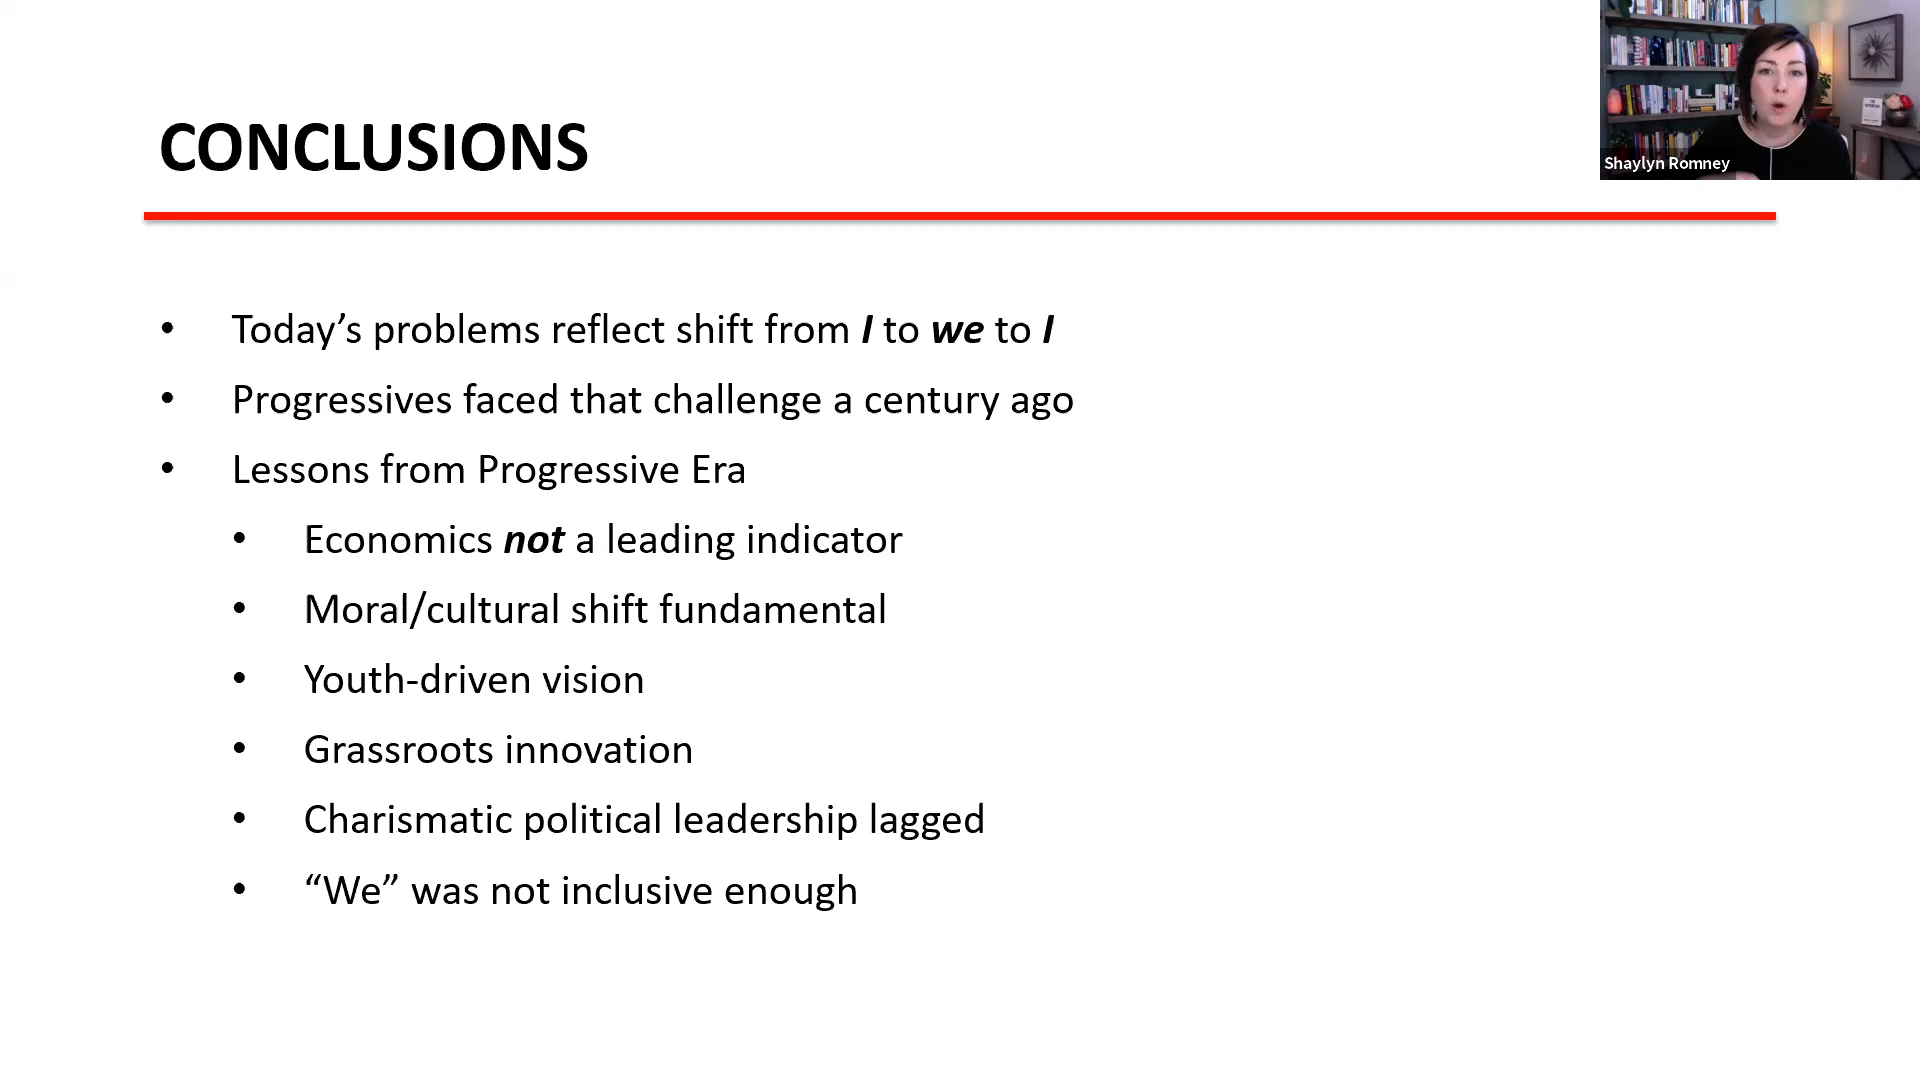 CONCLUSIONS
Shaylyn Romney
• Today’s problems reflect shift from I to we to I
• Progressives faced that challenge a century ago
• Lessons from Progressive Era
• Economics not a leading indicator
• Moral/cultural shift fundamental
• Youth-driven vision
• Grassroots innovation
• Charismatic political leadership lagged
• “We” was not inclusive enough